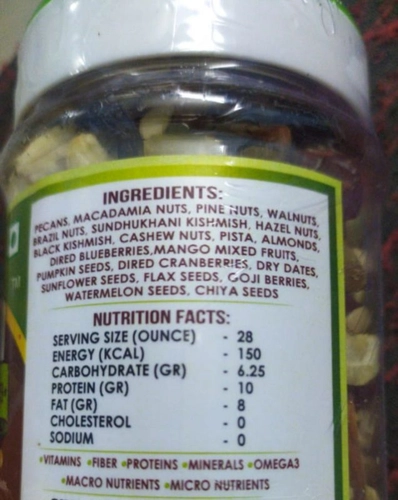 INGREDIENTS:
PECANS, MACADAMIA NUTS, PINE NUTS, WALNUTS,
BRAZIL NUTS, SUNDHUKHANI KISHMISH, HAZEL NUTS,
BLACK KISHMISH, CASHEW NUTS, PISTA, ALMONDS,
DIRED BLUEBERRIES,MANGO MIXED FRUITS,
PUMPKIN SEEDS, DIRED CRANBERRIES, DRY DATES,
SUNFLOWER SEEDS, FLAX SEEDS, GOJI BERRIES,
WATERMELON SEEDS, CHIYA SEEDS
NUTRITION FACTS:
SERVING SIZE (OUNCE) - 28
ENERGY (KCAL) - 150
CARBOHYDRATE (GR) - 6.25
PROTEIN (GR) - 10
FAT (GR) - 8
CHOLESTEROL - 0
SODIUM - 0
•VITAMINS •FIBER •PROTEINS •MINERALS •OMEGA3
•MACRO NUTRIENTS •MICRO NUTRIENTS